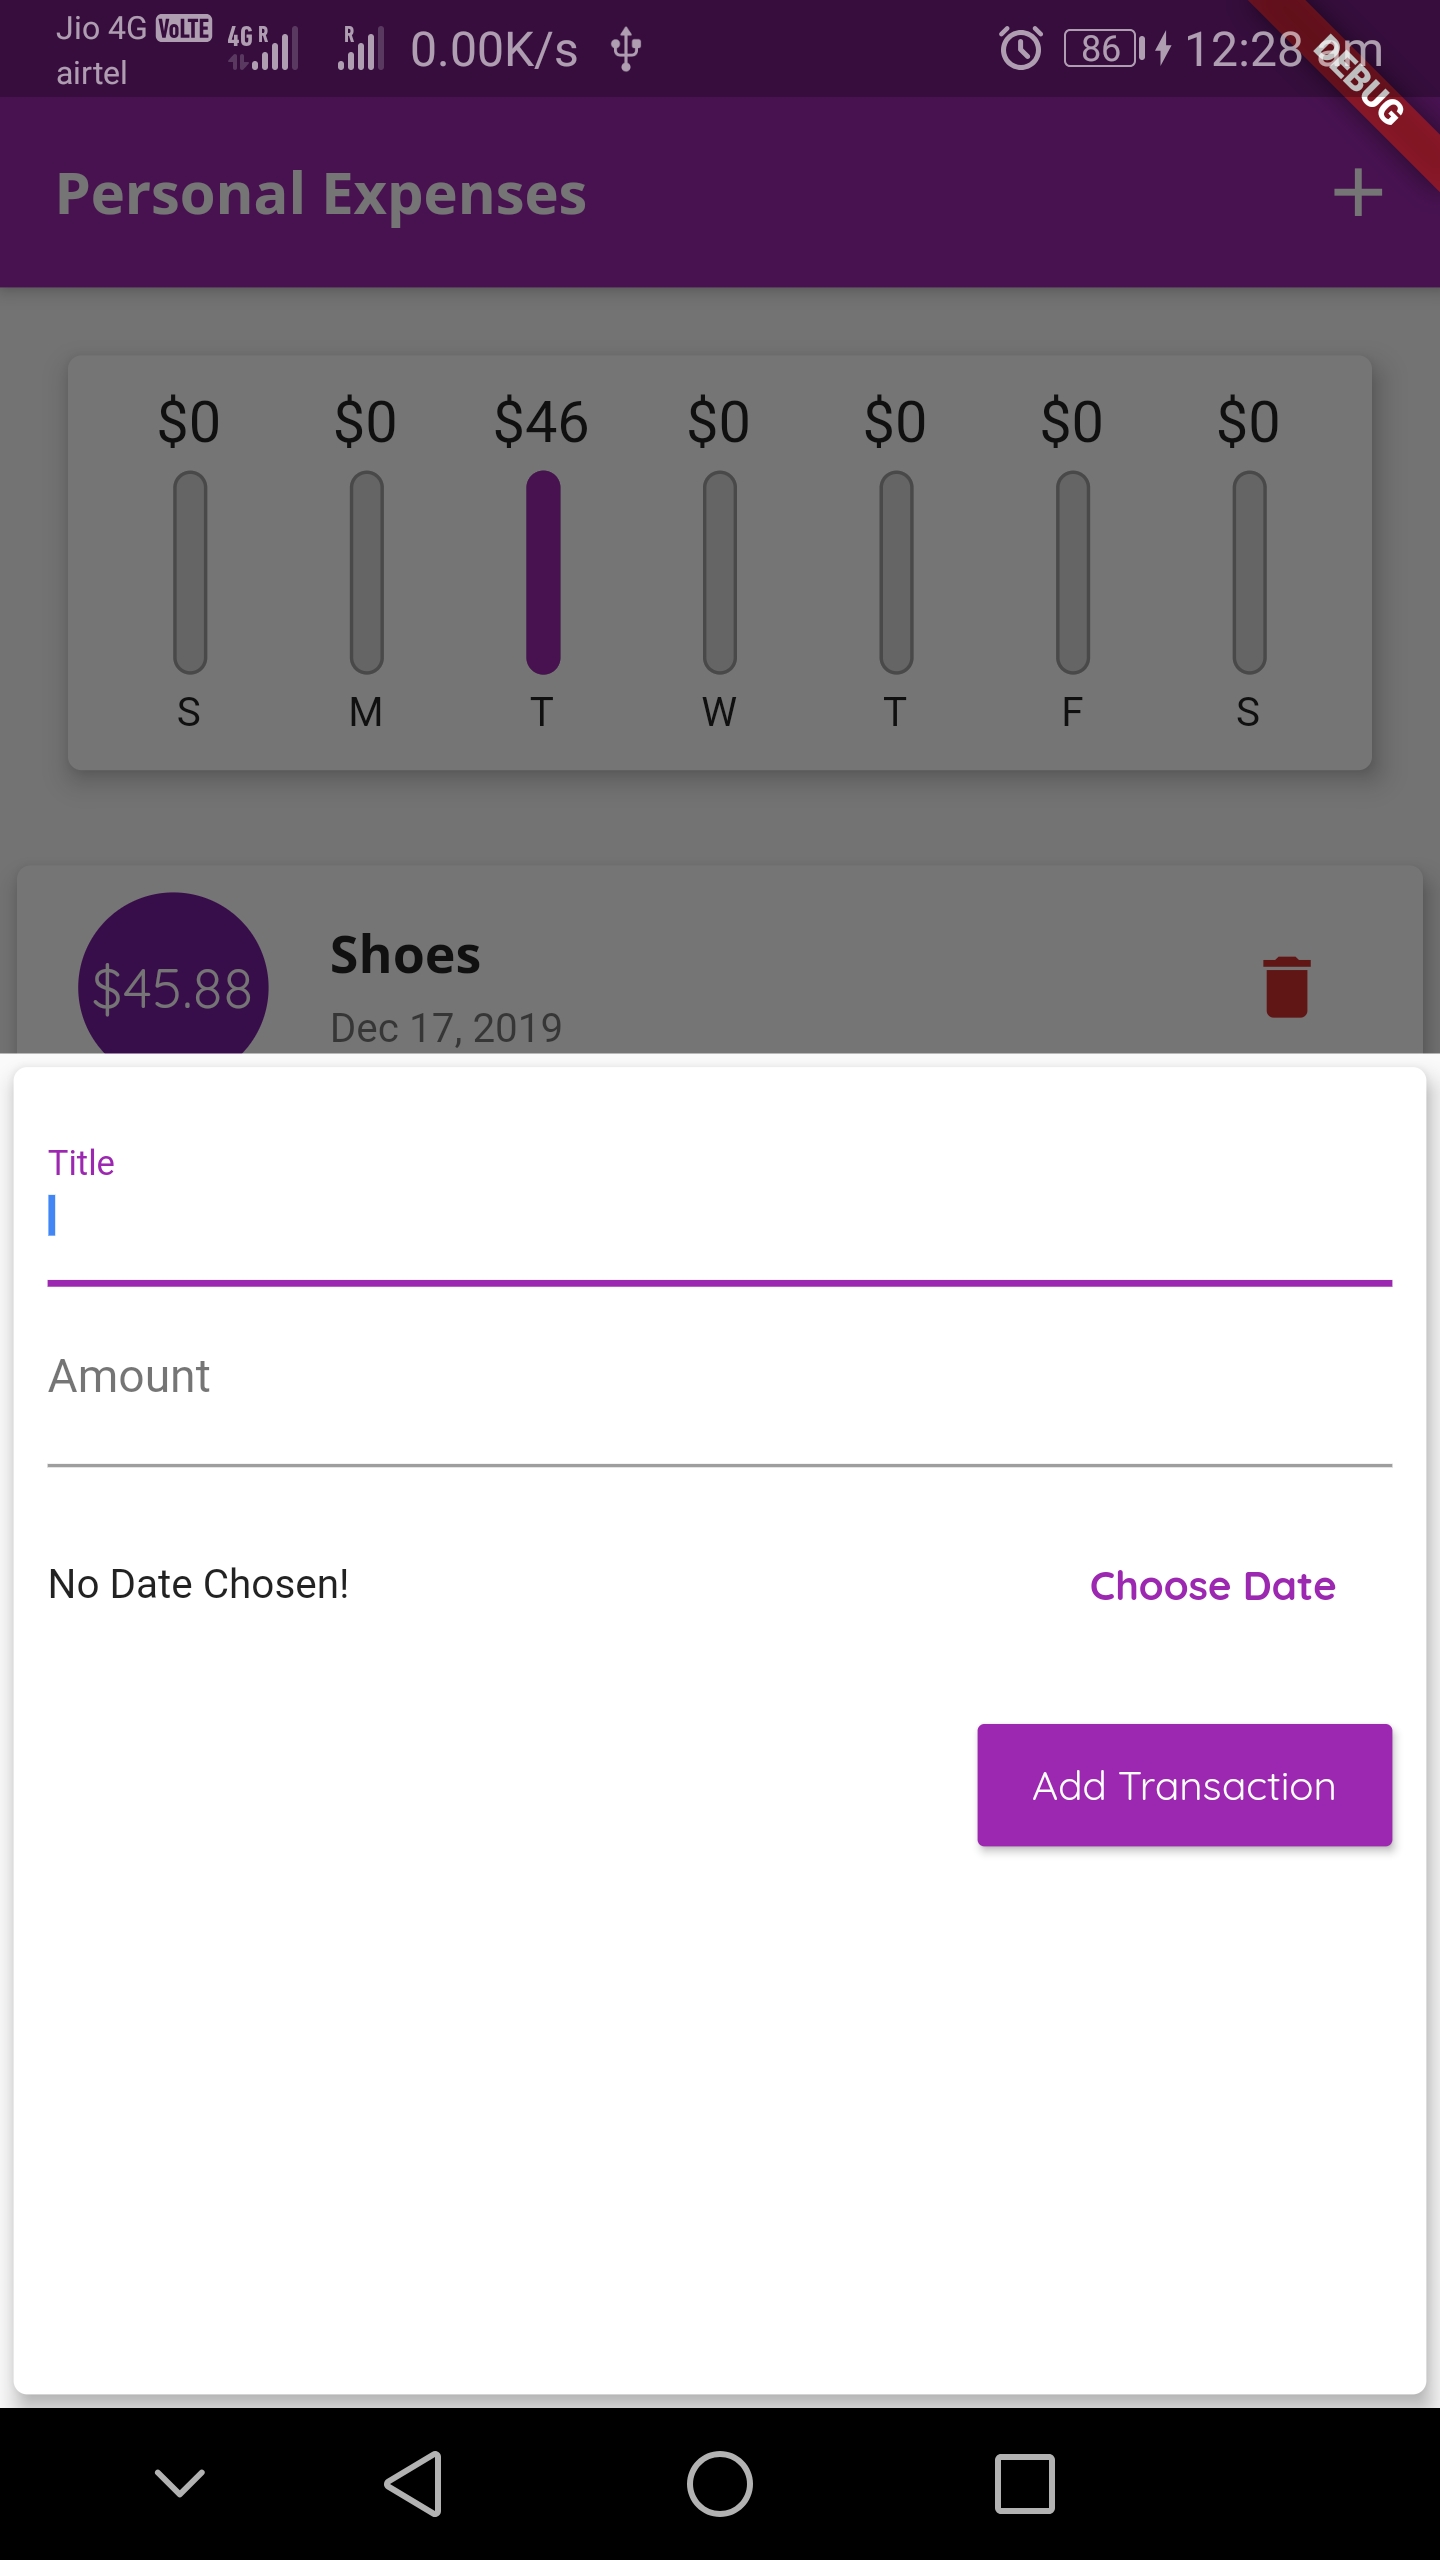 Jio 4G VoLTE 4G R R 0.00K/s 86 12:28 am
airtel
DEBUG
Personal Expenses
$0 $0 $46 $0 $0 $0 $0
S M T W T F S
$45.88
Shoes
Dec 17, 2019
Title
Amount
No Date Chosen! Choose Date
Add Transaction